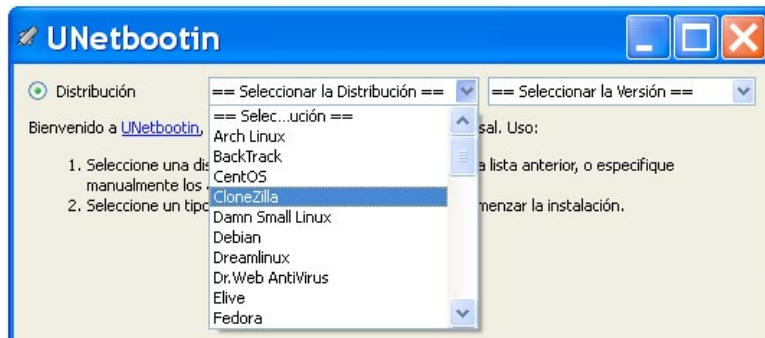 UNetbootin
Distribución == Seleccionar la Distribución == == Seleccionar la Versión ==
== Selec...ución ==
Arch Linux
BackTrack
CentOS
CloneZilla
Damn Small Linux
Debian
Dreamlinux
Dr.Web AntiVirus
Elive
Fedora
Bienvenido a UNetbootin, sal. Uso:
1. Seleccione una a lista anterior, o especifique
manualmente los
2. Seleccione un tipo menzar la instalación.